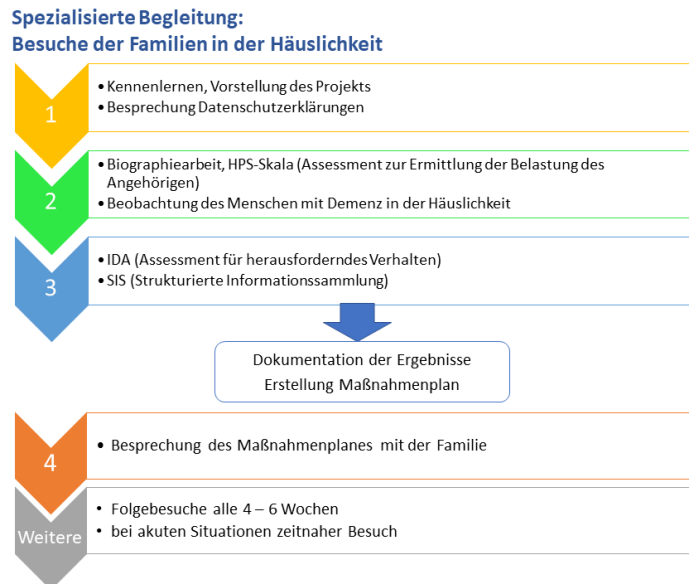 Spezialisierte Begleitung:
Besuche der Familien in der Häuslichkeit
1
• Kennenlernen, Vorstellung des Projekts
• Besprechung Datenschutzerklärungen
2
• Biographiearbeit, HPS-Skala (Assessment zur Ermittlung der Belastung des
Angehörigen)
• Beobachtung des Menschen mit Demenz in der Häuslichkeit
3
• IDA (Assessment für herausforderndes Verhalten)
• SIS (Strukturierte Informationssammlung)
Dokumentation der Ergebnisse
Erstellung Maßnahmenplan
4
• Besprechung des Maßnahmenplanes mit der Familie
Weitere
• Folgebesuche alle 4 – 6 Wochen
• bei akuten Situationen zeitnaher Besuch